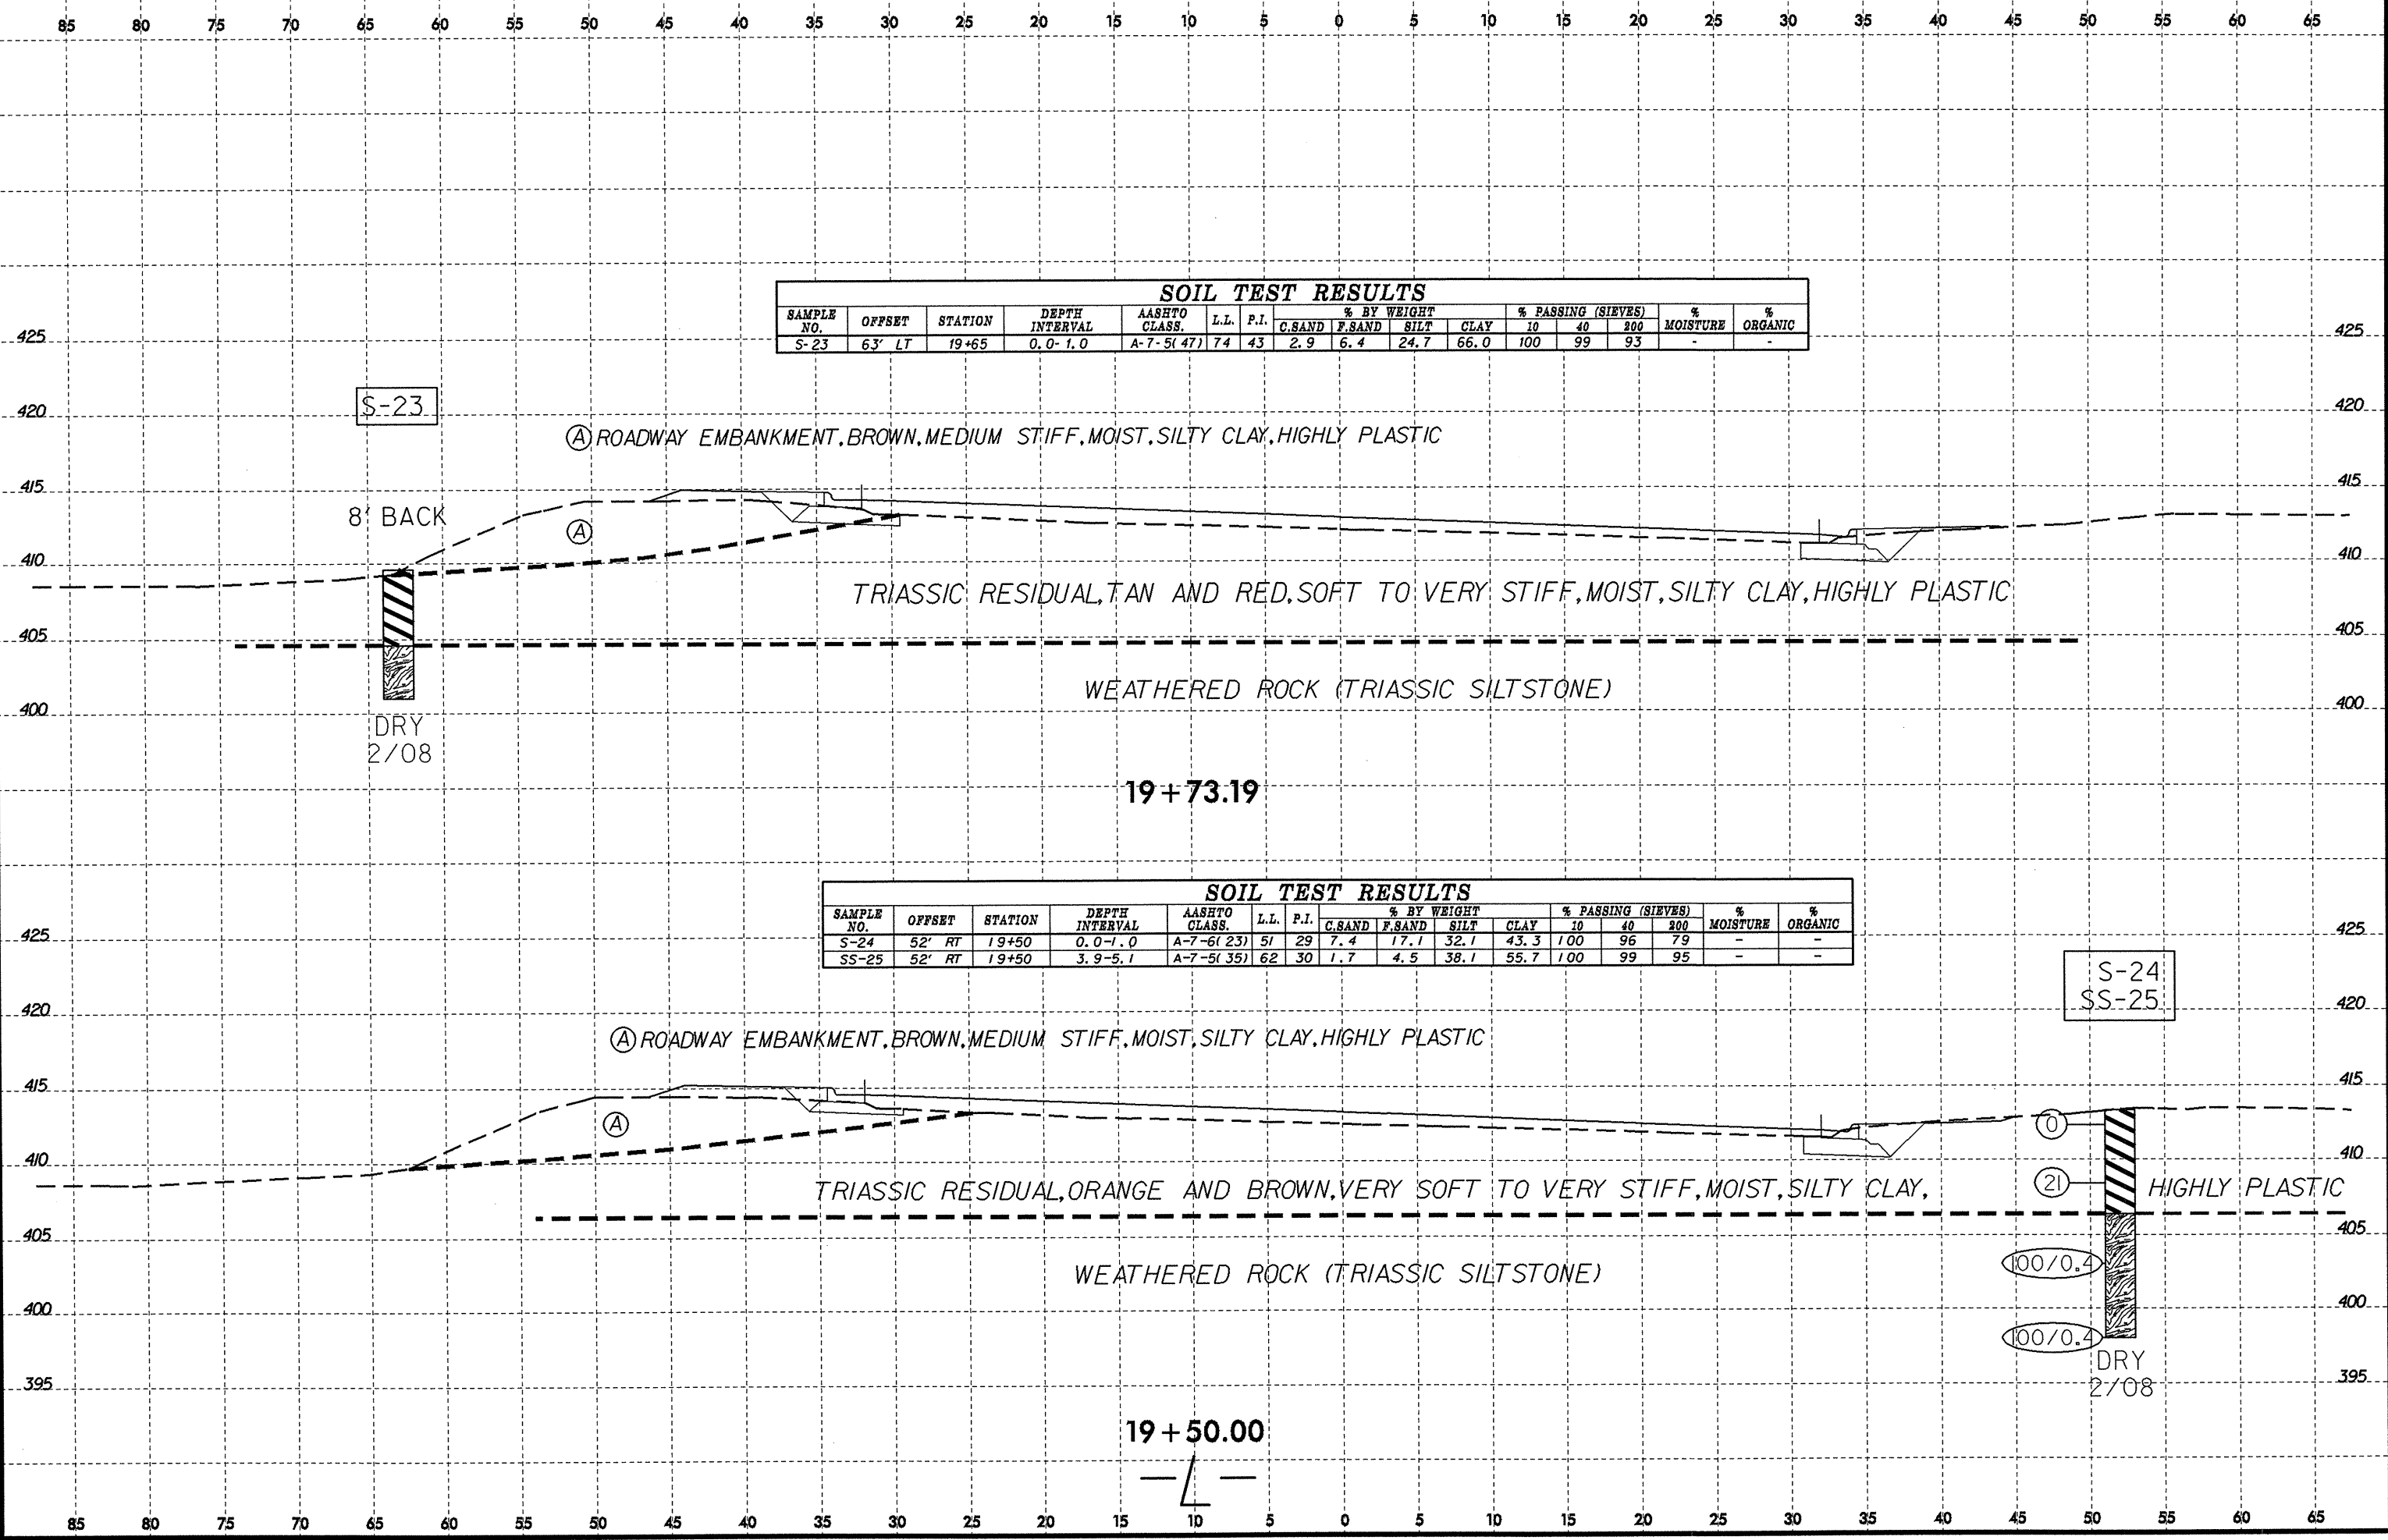 85 80 75 70 65 60 55 50 45 40 35 30 25 20 15 10 5 0 5 10 15 20 25 30 35 40 45 50 55 60 65
SOIL TEST RESULTS
SAMPLE NO. OFFSET STATION DEPTH INTERVAL AASHTO CLASS. L.L. P.I. % BY WEIGHT C.SAND F.SAND SILT CLAY % PASSING (SIEVES) 10 40 200 % MOISTURE % ORGANIC
S-23 63' LT 19+65 0.0-1.0 A-7-5(47) 74 43 2.9 6.4 24.7 66.0 100 99 93 - -
425 425
S-23
420 420
Ⓐ ROADWAY EMBANKMENT, BROWN, MEDIUM STIFF, MOIST, SILTY CLAY, HIGHLY PLASTIC
415 415
8' BACK
Ⓐ
410 410
TRIASSIC RESIDUAL, TAN AND RED, SOFT TO VERY STIFF, MOIST, SILTY CLAY, HIGHLY PLASTIC
405 405
WEATHERED ROCK (TRIASSIC SILTSTONE)
400 400
DRY
2/08
19+73.19
SOIL TEST RESULTS
SAMPLE NO. OFFSET STATION DEPTH INTERVAL AASHTO CLASS. L.L. P.I. % BY WEIGHT C.SAND F.SAND SILT CLAY % PASSING (SIEVES) 10 40 200 % MOISTURE % ORGANIC
S-24 52' RT 19+50 0.0-1.0 A-7-6(23) 51 29 7.4 17.1 32.1 43.3 100 96 79 - -
SS-25 52' RT 19+50 3.9-5.1 A-7-5(35) 62 30 1.7 4.5 38.1 55.7 100 99 95 - -
425 425
S-24
SS-25
420 420
Ⓐ ROADWAY EMBANKMENT, BROWN, MEDIUM STIFF, MOIST, SILTY CLAY, HIGHLY PLASTIC
415 415
Ⓐ
0
410 410
TRIASSIC RESIDUAL, ORANGE AND BROWN, VERY SOFT TO VERY STIFF, MOIST, SILTY CLAY, HIGHLY PLASTIC
21
405 405
WEATHERED ROCK (TRIASSIC SILTSTONE)
100/0.4
400 400
100/0.4
DRY
2/08
395 395
19+50.00
L
85 80 75 70 65 60 55 50 45 40 35 30 25 20 15 10 5 0 5 10 15 20 25 30 35 40 45 50 55 60 65